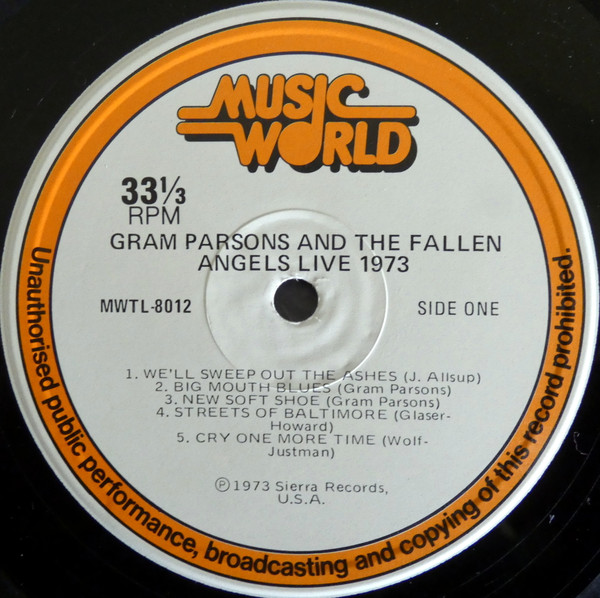 MUSIC
WORLD
33 1/3
RPM
GRAM PARSONS AND THE FALLEN
ANGELS LIVE 1973
MWTL-8012
SIDE ONE
1. WE'LL SWEEP OUT THE ASHES (J. Allsup)
2. BIG MOUTH BLUES (Gram Parsons)
3. NEW SOFT SHOE (Gram Parsons)
4. STREETS OF BALTIMORE (Glaser-
Howard)
5. CRY ONE MORE TIME (Wolf-
Justman)
℗ 1973 Sierra Records,
U.S.A.
Unauthorised public performance, broadcasting and copying of this record prohibited.